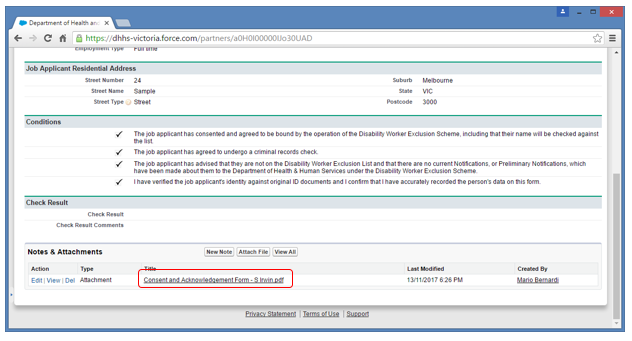 Department of Health and
https://dhhs-victoria.force.com/partners/a0H0I00000IJo30UAD
Employment Type Full time
Job Applicant Residential Address
Street Number 24 Suburb Melbourne
Street Name Sample State VIC
Street Type Street Postcode 3000
Conditions
The job applicant has consented and agreed to be bound by the operation of the Disability Worker Exclusion Scheme, including that their name will be checked against
the list.
The job applicant has agreed to undergo a criminal records check.
The job applicant has advised that they are not on the Disability Worker Exclusion List and that there are no current Notifications, or Preliminary Notifications, which
have been made about them to the Department of Health & Human Services under the Disability Worker Exclusion Scheme.
I have verified the job applicant's identity against original ID documents and I confirm that I have accurately recorded the person's data on this form.
Check Result
Check Result
Check Result Comments
Notes & Attachments New Note Attach File View All
Action Type Title Last Modified Created By
Edit | View | Del Attachment Consent and Acknowledgement Form - S Irwin.pdf 13/11/2017 6:26 PM Mario Bernardi
Privacy Statement | Terms of Use | Support